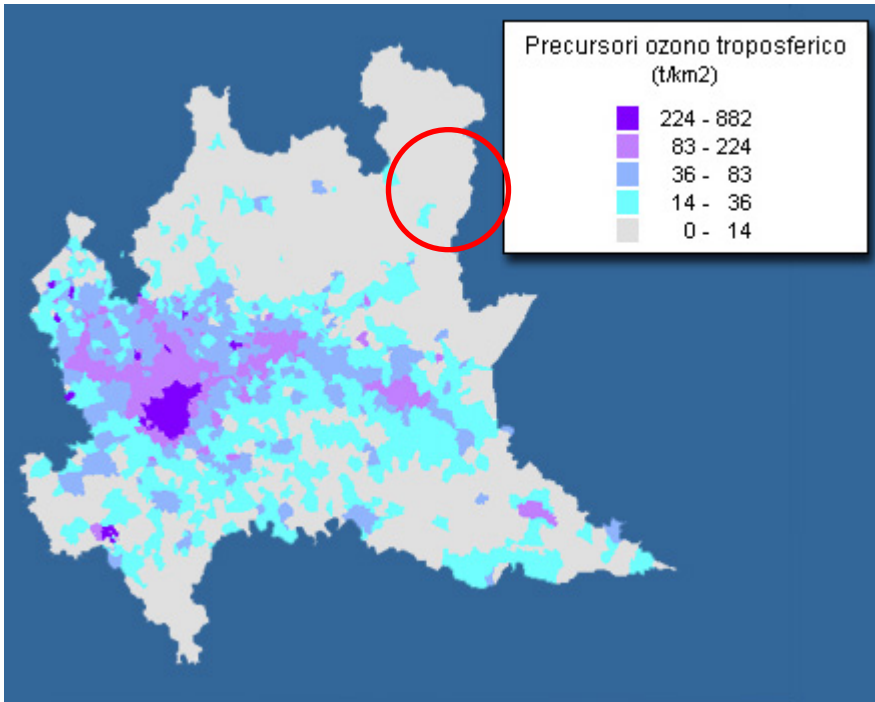 Precursori ozono troposferico
(t/km2)
224 - 882
83 - 224
36 - 83
14 - 36
0 - 14